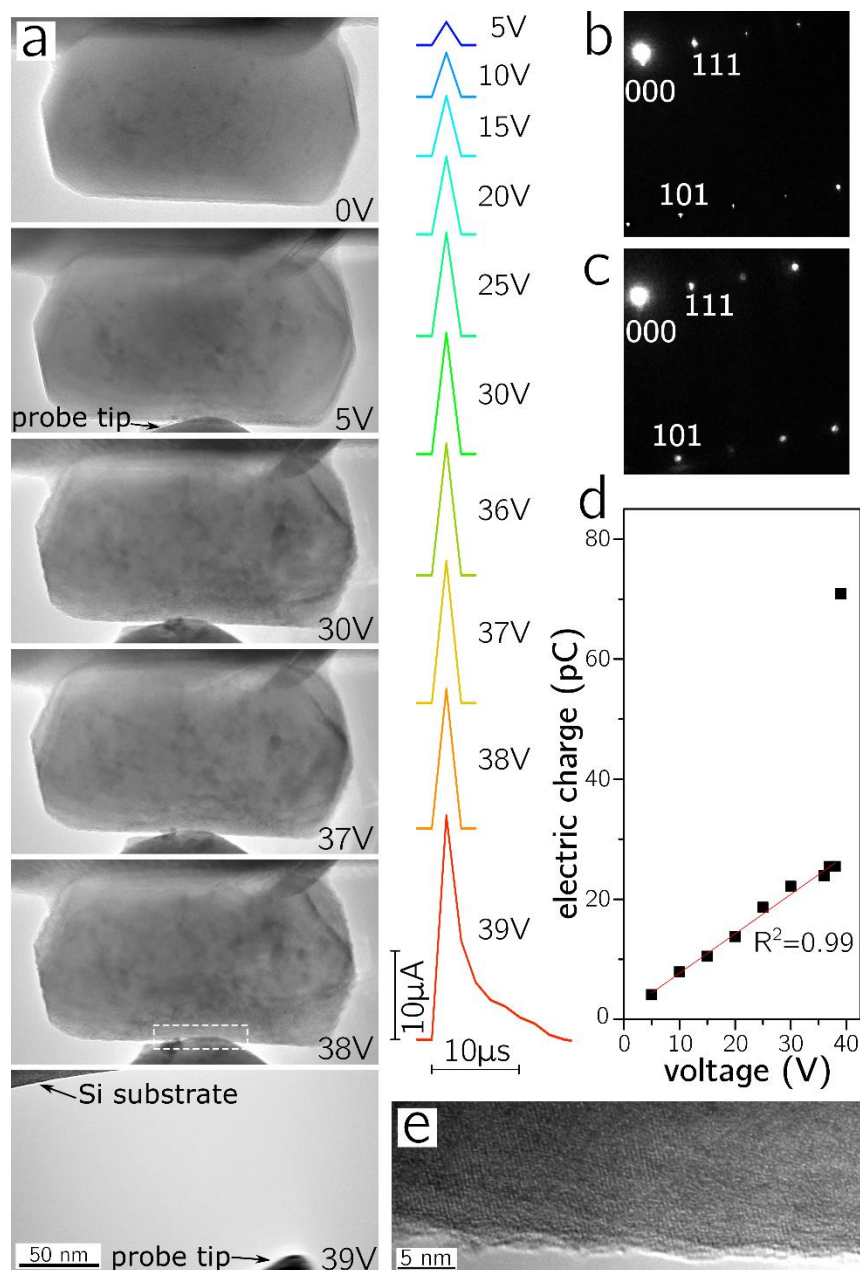 a
0V
probe tip
5V
30V
37V
38V
Si substrate
50 nm
probe tip
39V
5V
10V
15V
20V
25V
30V
36V
37V
38V
39V
10μA
10μs
b
000
111
101
c
000
111
101
d
80
60
40
20
0
electric charge (pC)
R²=0.99
0 10 20 30 40
voltage (V)
e
5 nm